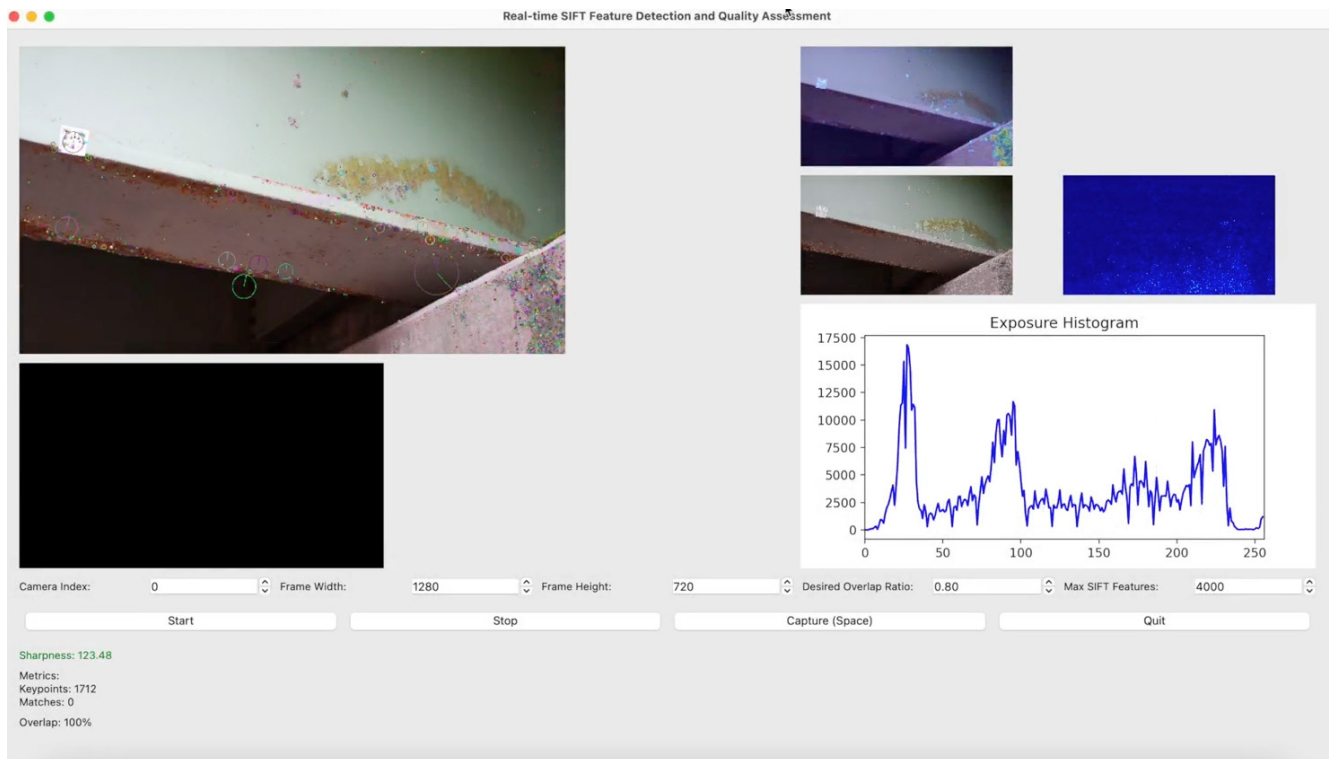 Real-time SIFT Feature Detection and Quality Assessment
Exposure Histogram
17500
15000
12500
10000
7500
5000
2500
0
0 50 100 150 200 250
Camera Index: 0 Frame Width: 1280 Frame Height: 720 Desired Overlap Ratio: 0.80 Max SIFT Features: 4000
Start Stop Capture (Space) Quit
Sharpness: 123.48
Metrics:
Keypoints: 1712
Matches: 0
Overlap: 100%